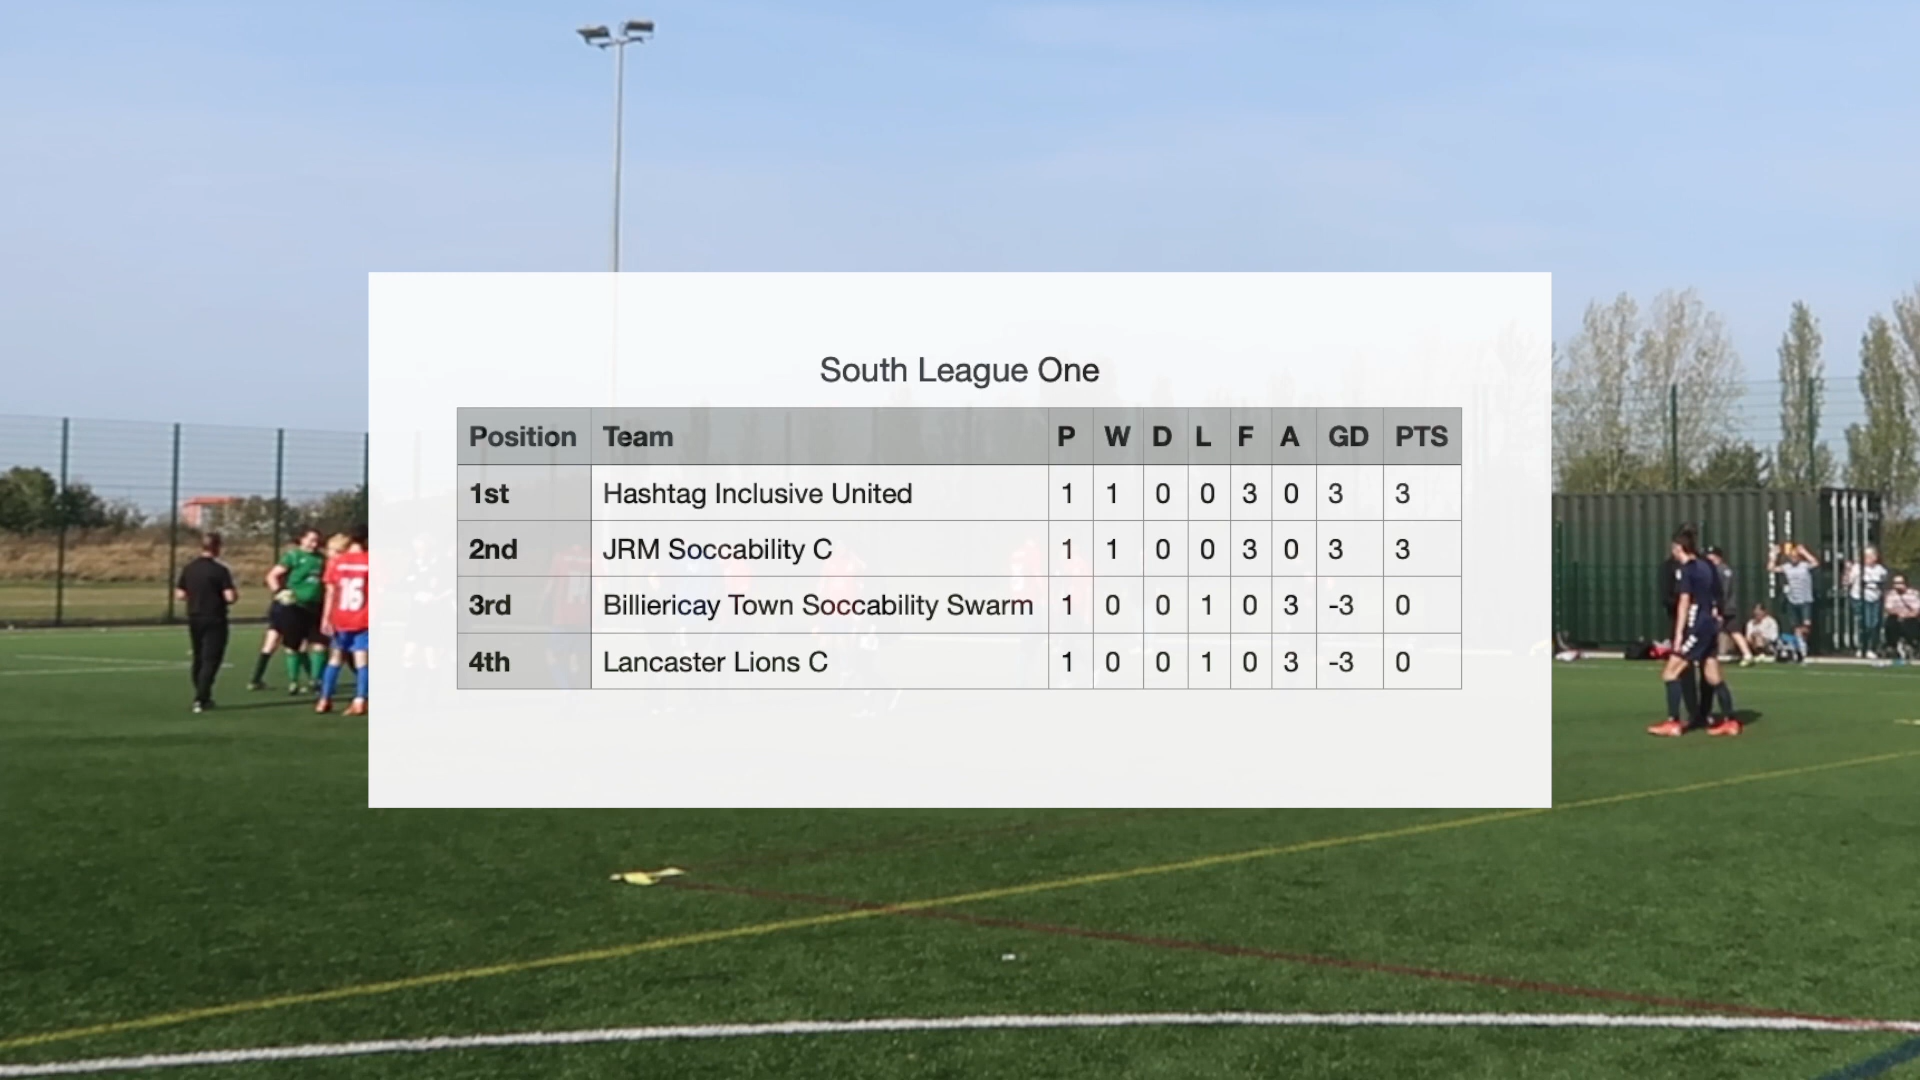 South League One
Position Team P W D L F A GD PTS
1st Hashtag Inclusive United 1 1 0 0 3 0 3 3
2nd JRM Soccability C 1 1 0 0 3 0 3 3
3rd Billiericay Town Soccability Swarm 1 0 0 1 0 3 -3 0
4th Lancaster Lions C 1 0 0 1 0 3 -3 0
16